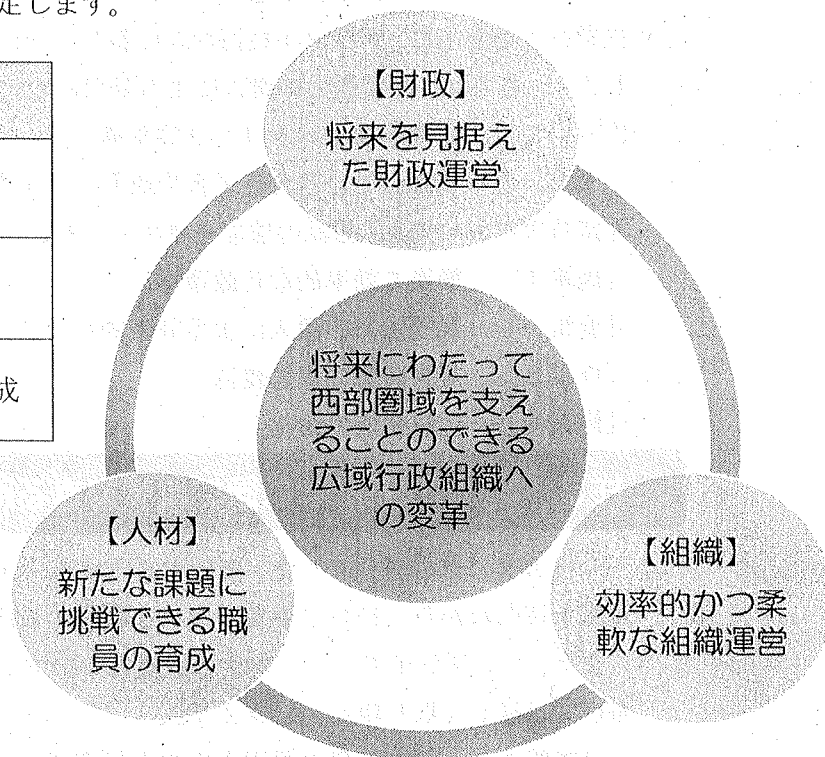 定します。
成
【財政】
将来を見据え
た財政運営
将来にわたって
西部圏域を支え
ることのできる
広域行政組織へ
の変革
【人材】
新たな課題に
挑戦できる職
員の育成
【組織】
効率的かつ柔
軟な組織運営